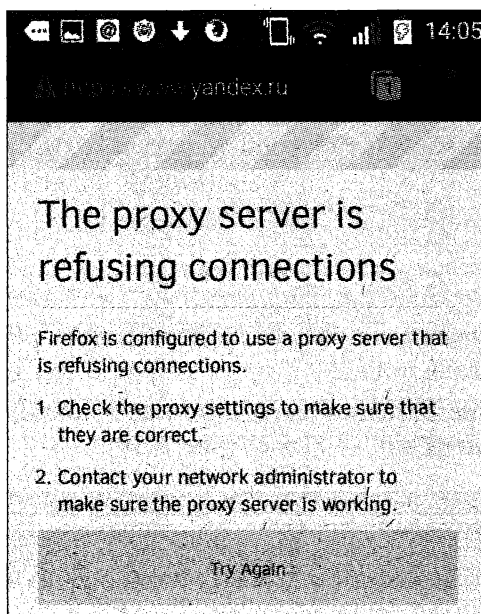 14:05
yandex.ru
The proxy server is
refusing connections
Firefox is configured to use a proxy server that
is refusing connections.
1 Check the proxy settings to make sure that
they are correct.
2. Contact your network administrator to
make sure the proxy server is working.
Try Again